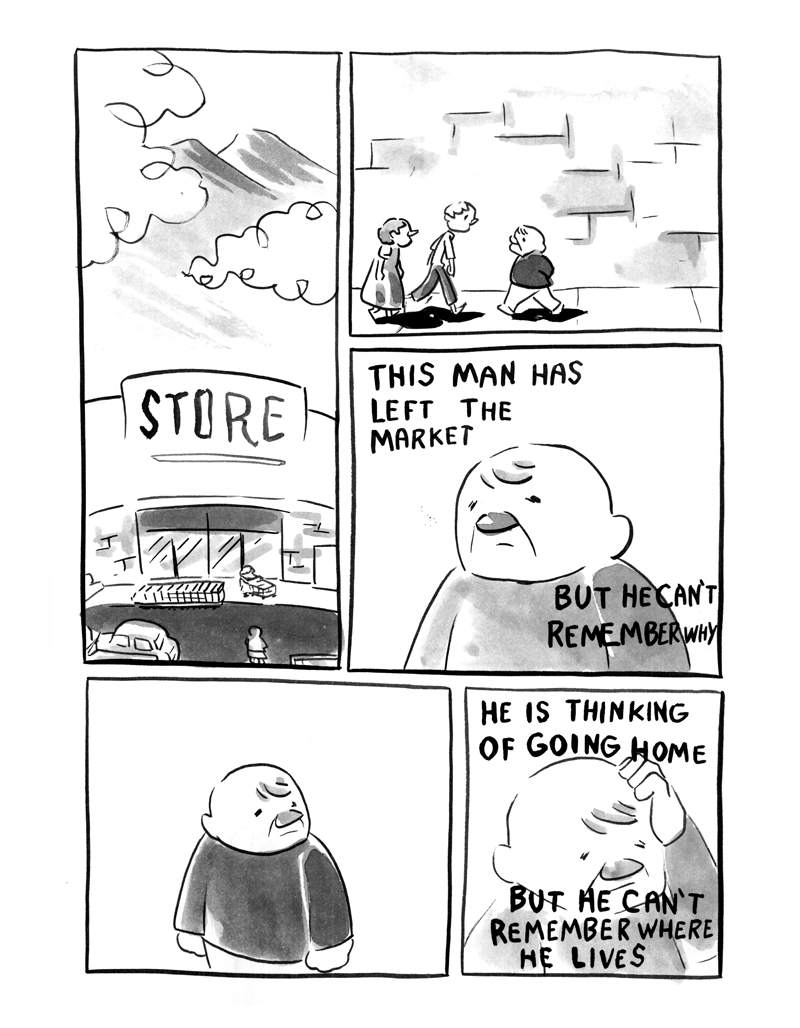 STORE
THIS MAN HAS
LEFT THE
MARKET
BUT HE CAN'T
REMEMBER WHY
HE IS THINKING
OF GOING HOME
BUT HE CAN'T
REMEMBER WHERE
HE LIVES